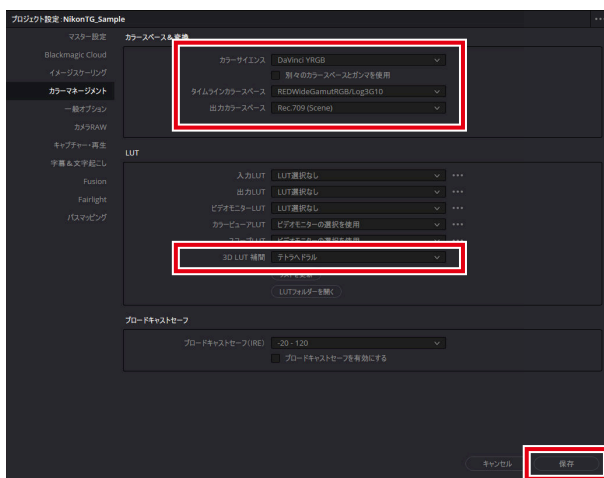 プロジェクト設定: NikonTG_Sample
マスター設定
Blackmagic Cloud
イメージスケーリング
カラーマネージメント
一般オプション
カメラRAW
キャプチャー・再生
字幕&文字起こし
Fusion
Fairlight
パスマッピング
カラースペース&変換
カラーサイエンス DaVinci YRGB
別々のカラースペースとガンマを使用
タイムラインカラースペース REDWideGamutRGB/Log3G10
出力カラースペース Rec.709 (Scene)
LUT
入力LUT LUT選択なし
出力LUT LUT選択なし
ビデオモニターLUT LUT選択なし
カラービューアLUT ビデオモニターの選択を使用
ビデオモニターの選択を使用
3D LUT 補間 テトラヘドラル
LUTフォルダーを開く
ブロードキャストセーフ
ブロードキャストセーフ(IRE) -20 - 120
ブロードキャストセーフを有効にする
キャンセル 保存